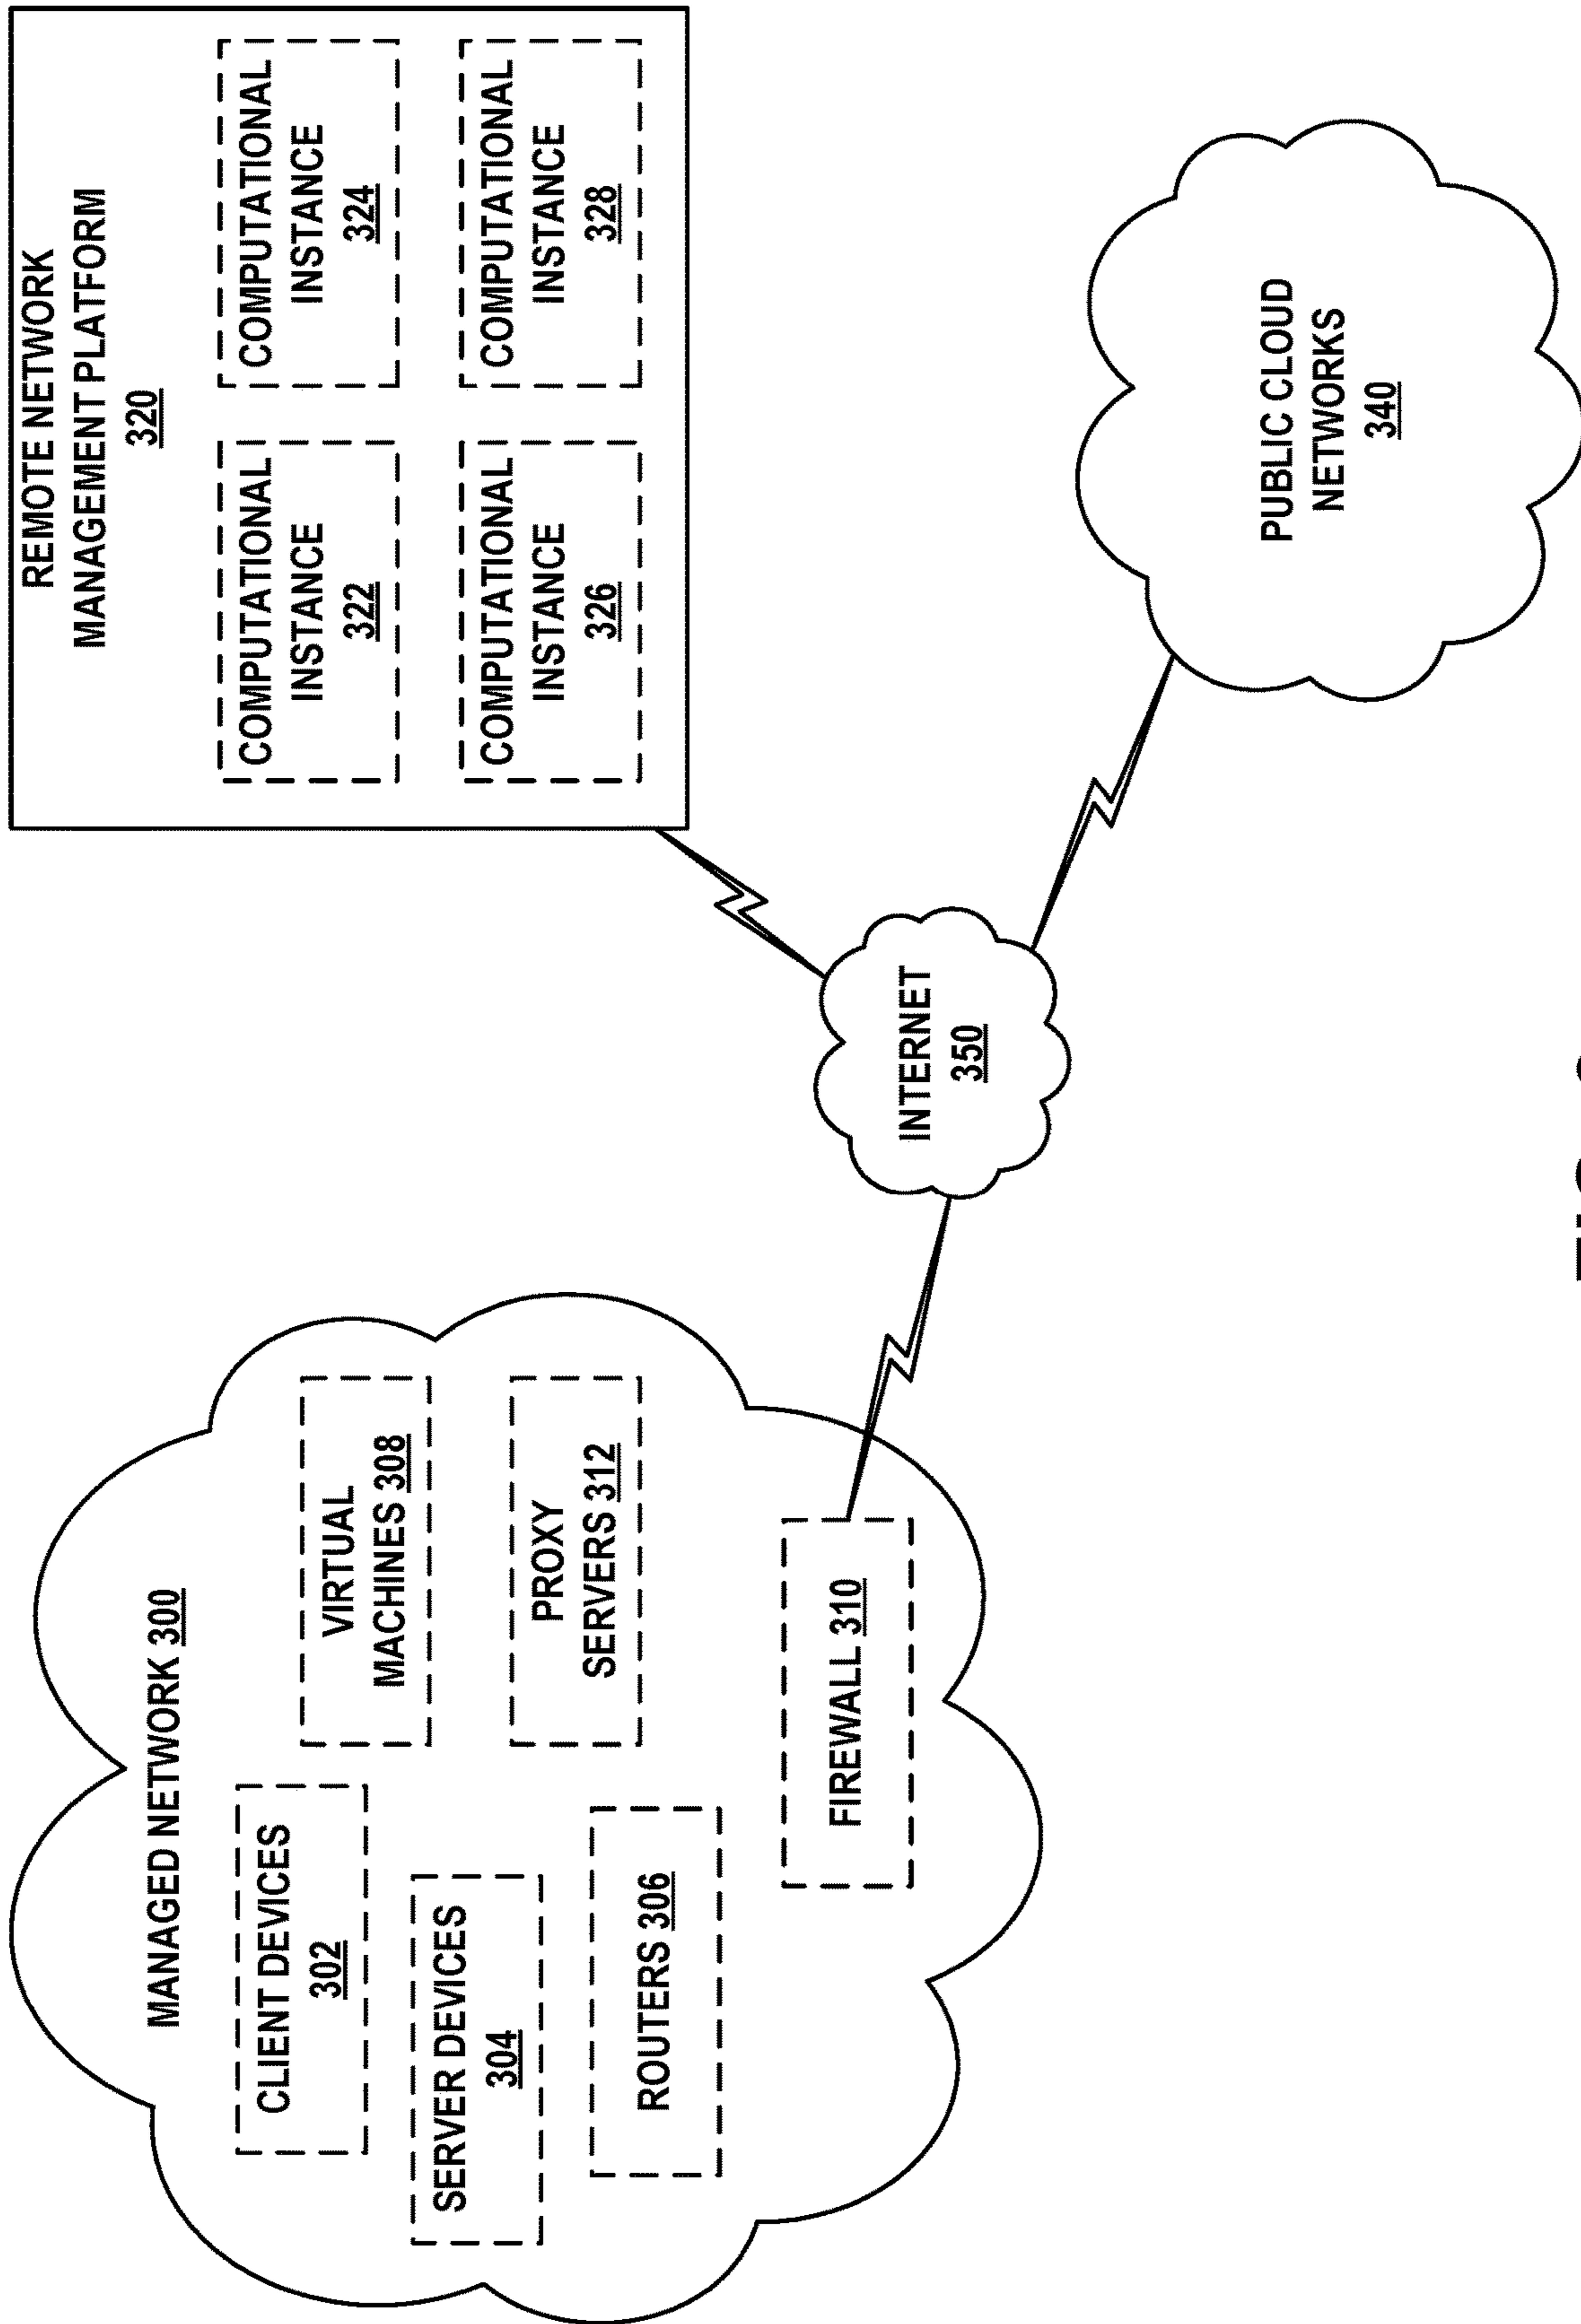 MANAGED NETWORK 300
CLIENT DEVICES
302
SERVER DEVICES
304
ROUTERS 306
VIRTUAL
MACHINES 308
PROXY
SERVERS 312
FIREWALL 310
REMOTE NETWORK
MANAGEMENT PLATFORM
320
COMPUTATIONAL
INSTANCE
322
COMPUTATIONAL
INSTANCE
324
COMPUTATIONAL
INSTANCE
326
COMPUTATIONAL
INSTANCE
328
INTERNET
350
PUBLIC CLOUD
NETWORKS
340